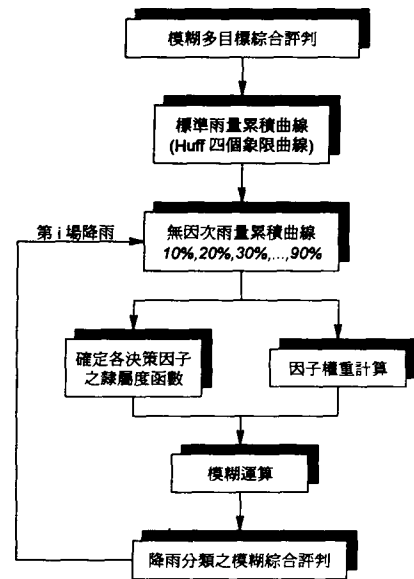 模糊多目標綜合評判
標準雨量累積曲線
(Huff 四個象限曲線)
第 i 場降雨
無因次雨量累積曲線
10%,20%,30%,...,90%
確定各決策因子
之隸屬度函數
因子權重計算
模糊運算
降雨分類之模糊綜合評判